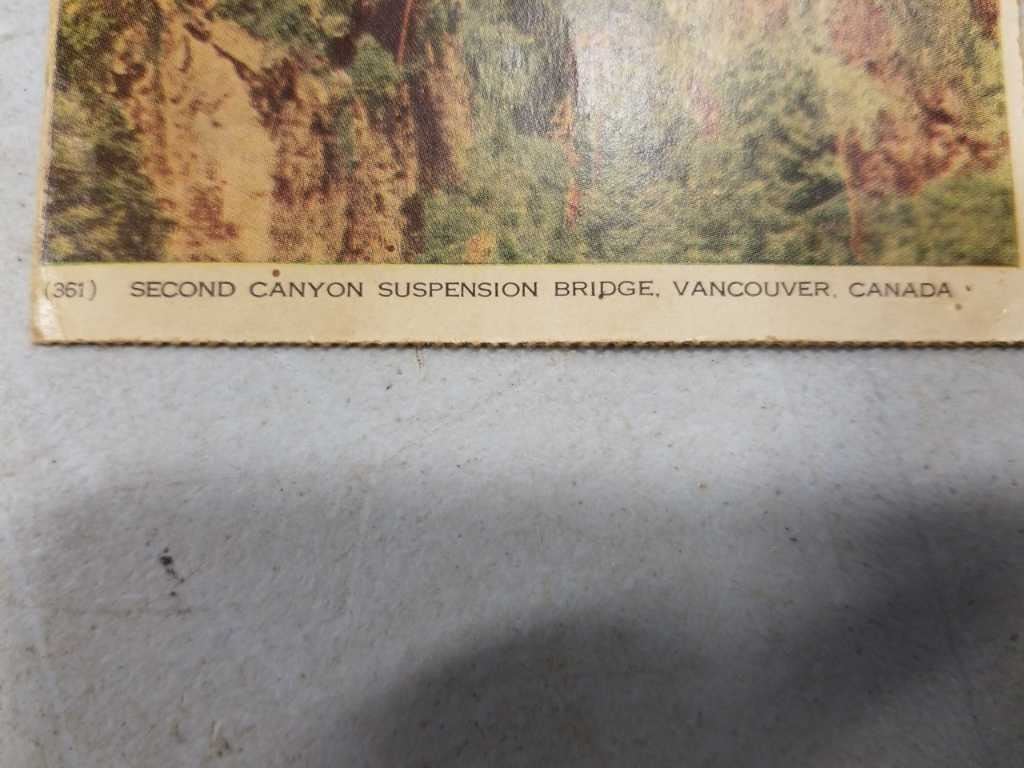 (361) SECOND CANYON SUSPENSION BRIDGE, VANCOUVER, CANADA